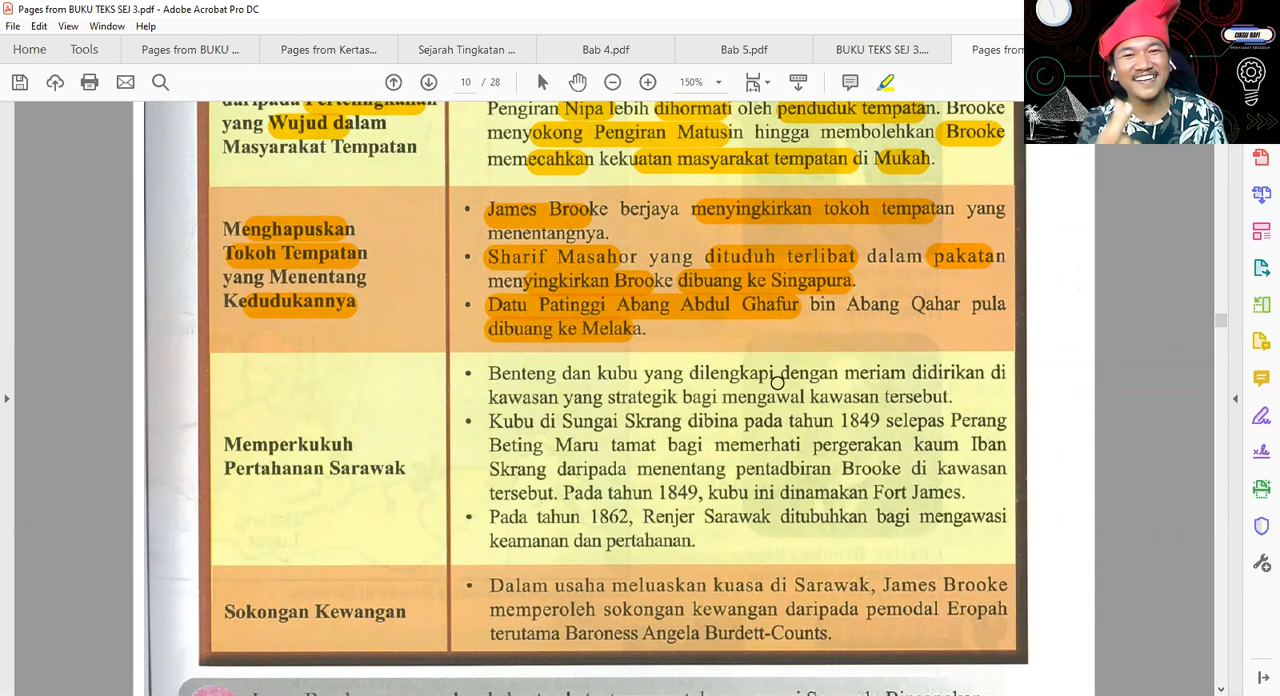 Pages from BUKU TEKS SEJ 3.pdf - Adobe Acrobat Pro DC
File Edit View Window Help
Home Tools Pages from BUKU ... Pages from Kertas... Sejarah Tingkatan ... Bab 4.pdf Bab 5.pdf BUKU TEKS SEJ 3.... Pages from
10 / 28 150%
CIKGU RAFI
daripada Pertelingkahan
yang Wujud dalam
Masyarakat Tempatan
Pengiran Nipa lebih dihormati oleh penduduk tempatan. Brooke
menyokong Pengiran Matusin hingga membolehkan Brooke
memecahkan kekuatan masyarakat tempatan di Mukah.
Menghapuskan
Tokoh Tempatan
yang Menentang
Kedudukannya
• James Brooke berjaya menyingkirkan tokoh tempatan yang
menentangnya.
• Sharif Masahor yang dituduh terlibat dalam pakatan
menyingkirkan Brooke dibuang ke Singapura.
• Datu Patinggi Abang Abdul Ghafur bin Abang Qahar pula
dibuang ke Melaka.
Memperkukuh
Pertahanan Sarawak
• Benteng dan kubu yang dilengkapi dengan meriam didirikan di
kawasan yang strategik bagi mengawal kawasan tersebut.
• Kubu di Sungai Skrang dibina pada tahun 1849 selepas Perang
Beting Maru tamat bagi memerhati pergerakan kaum Iban
Skrang daripada menentang pentadbiran Brooke di kawasan
tersebut. Pada tahun 1849, kubu ini dinamakan Fort James.
• Pada tahun 1862, Renjer Sarawak ditubuhkan bagi mengawasi
keamanan dan pertahanan.
Sokongan Kewangan
• Dalam usaha meluaskan kuasa di Sarawak, James Brooke
memperoleh sokongan kewangan daripada pemodal Eropah
terutama Baroness Angela Burdett-Counts.